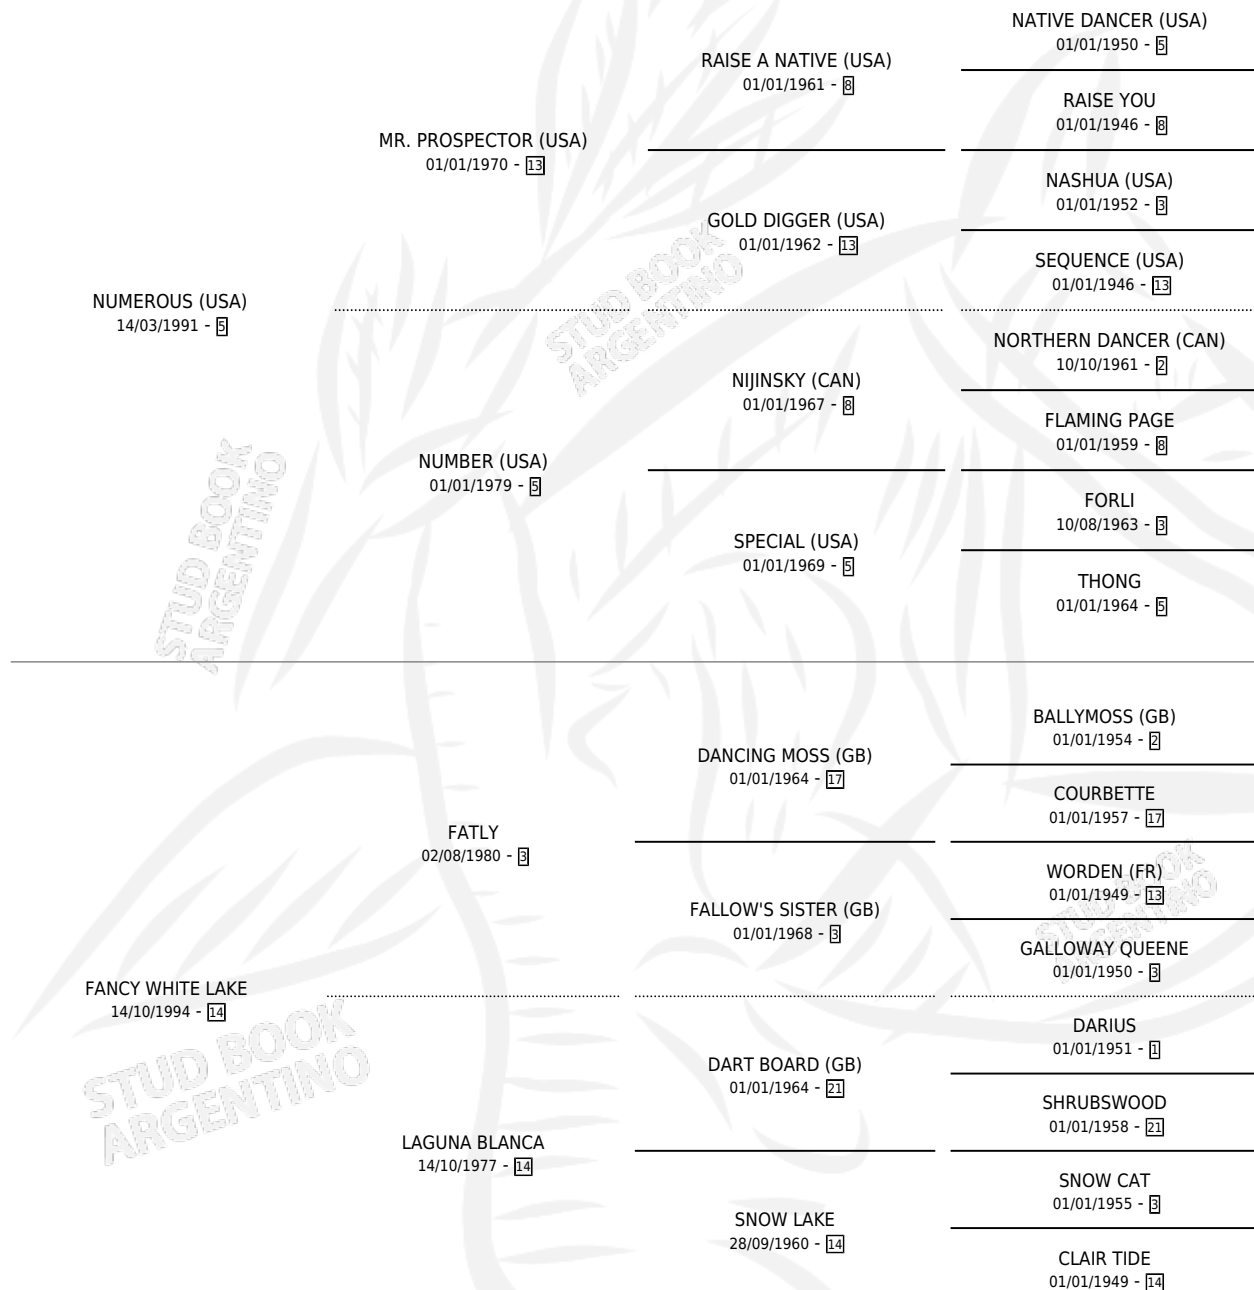 NATIVE DANCER (USA)
01/01/1950 - 5
RAISE A NATIVE (USA)
01/01/1961 - 8
RAISE YOU
01/01/1946 - 8
MR. PROSPECTOR (USA)
01/01/1970 - 13
NASHUA (USA)
01/01/1952 - 3
GOLD DIGGER (USA)
01/01/1962 - 13
SEQUENCE (USA)
01/01/1946 - 13
NUMEROUS (USA)
14/03/1991 - 5
STUD BOOK
ARGENTINO
NORTHERN DANCER (CAN)
10/10/1961 - 2
NIJINSKY (CAN)
01/01/1967 - 8
FLAMING PAGE
01/01/1959 - 8
NUMBER (USA)
01/01/1979 - 5
FORLI
10/08/1963 - 3
SPECIAL (USA)
01/01/1969 - 5
THONG
01/01/1964 - 5
STUD BOOK
ARGENTINO
BALLYMOSS (GB)
01/01/1954 - 2
DANCING MOSS (GB)
01/01/1964 - 17
COURBETTE
01/01/1957 - 17
FATLY
02/08/1980 - 3
WORDEN (FR)
01/01/1949 - 13
FALLOW'S SISTER (GB)
01/01/1968 - 3
GALLOWAY QUEENE
01/01/1950 - 3
STUD BOOK
ARGENTINO
FANCY WHITE LAKE
14/10/1994 - 14
DARIUS
01/01/1951 - 1
DART BOARD (GB)
01/01/1964 - 21
SHRUBSWOOD
01/01/1958 - 21
STUD BOOK
ARGENTINO
LAGUNA BLANCA
14/10/1977 - 14
SNOW CAT
01/01/1955 - 3
SNOW LAKE
28/09/1960 - 14
CLAIR TIDE
01/01/1949 - 14